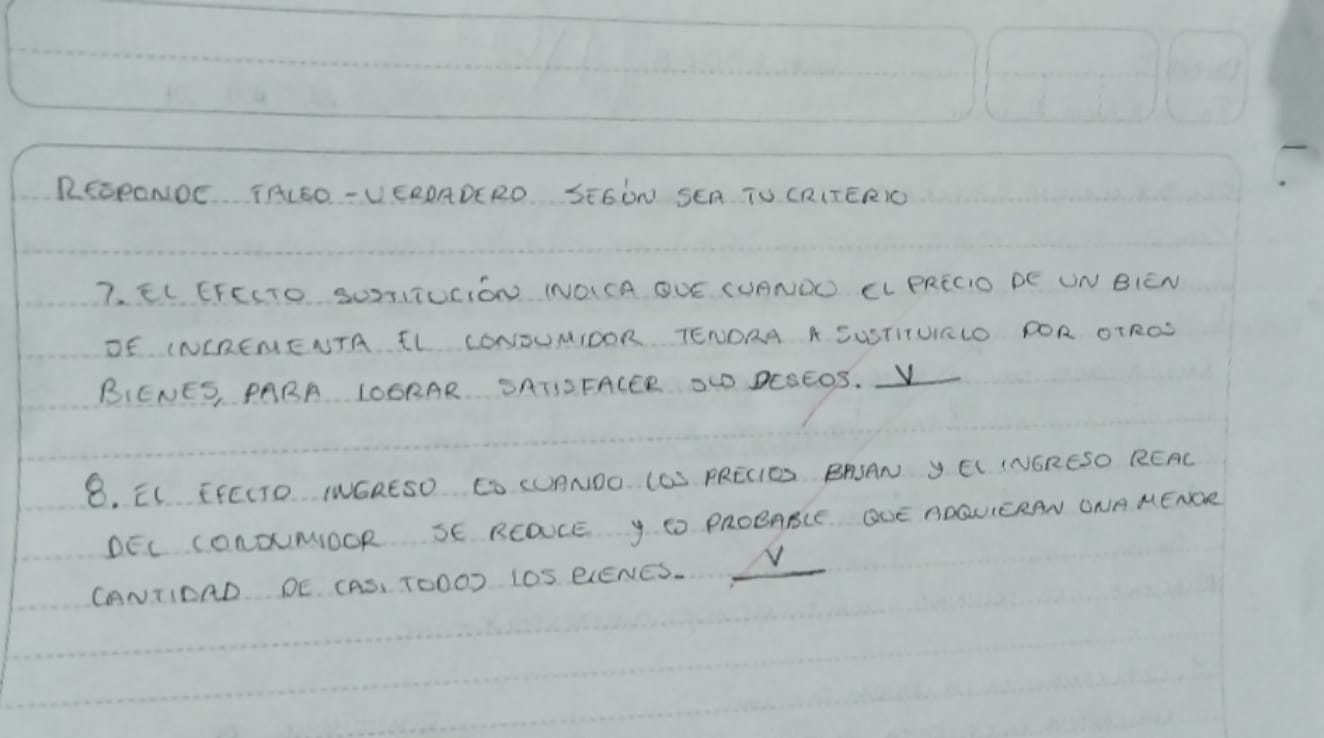 RESPONDE FALSO - VERDADERO SEGÚN SEA TU CRITERIO
7. EL EFECTO SUSTITUCIÓN INDICA QUE CUANDO EL PRECIO DE UN BIEN
DE INCREMENTA EL CONSUMIDOR TENDRA A SUSTITUIRLO POR OTROS
BIENES, PARA LOGRAR SATISFACER SUS DESEOS. V
8. EL EFECTO INGRESO ES CUANDO LOS PRECIOS BAJAN Y EL INGRESO REAL
DEL CONSUMIDOR SE REDUCE Y ES PROBABLE QUE ADQUIERAN UNA MENOR
CANTIDAD DE CASI TODOS LOS BIENES. V